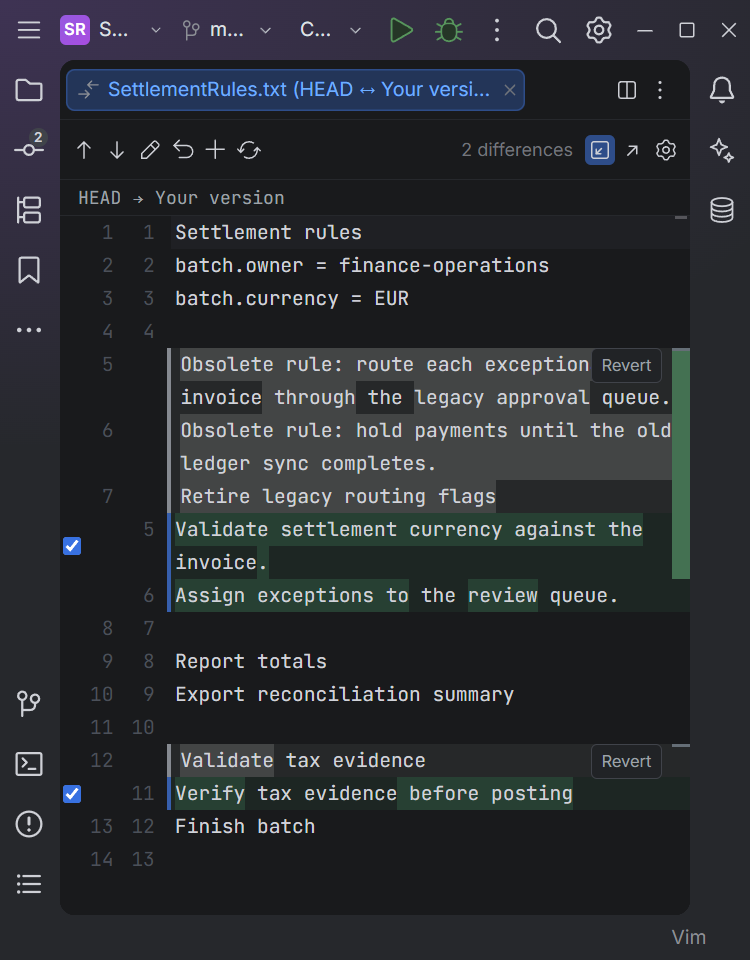 SR S... m... C...
SettlementRules.txt (HEAD ↔ Your versi...
2
2 differences
HEAD → Your version
1 1 Settlement rules
2 2 batch.owner = finance-operations
3 3 batch.currency = EUR
4 4
5 Obsolete rule: route each exception Revert
invoice through the legacy approval queue.
6 Obsolete rule: hold payments until the old
ledger sync completes.
7 Retire legacy routing flags
5 Validate settlement currency against the
invoice.
6 Assign exceptions to the review queue.
8 7
9 8 Report totals
10 9 Export reconciliation summary
11 10
12 Validate tax evidence Revert
11 Verify tax evidence before posting
13 12 Finish batch
14 13
Vim